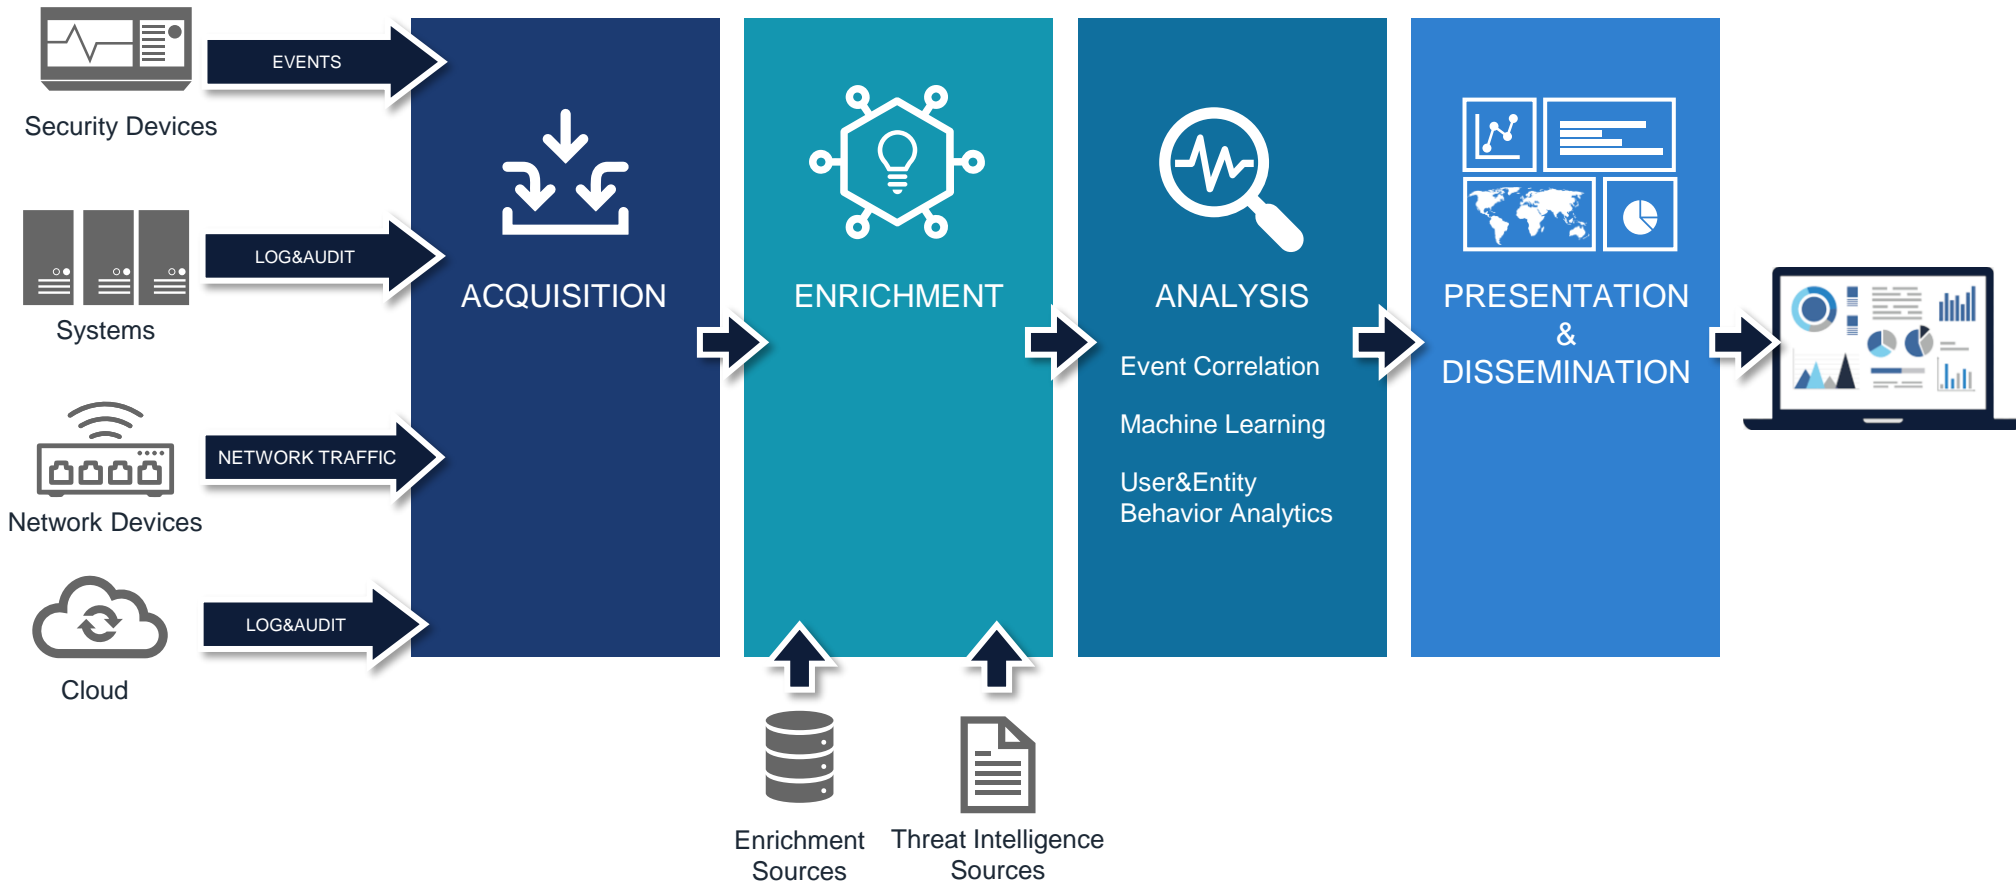 EVENTS
Security Devices
LOG&AUDIT
Systems
NETWORK TRAFFIC
Network Devices
LOG&AUDIT
Cloud
ACQUISITION
ENRICHMENT
Enrichment
Sources
Threat Intelligence
Sources
ANALYSIS
Event Correlation
Machine Learning
User&Entity
Behavior Analytics
PRESENTATION
&
DISSEMINATION